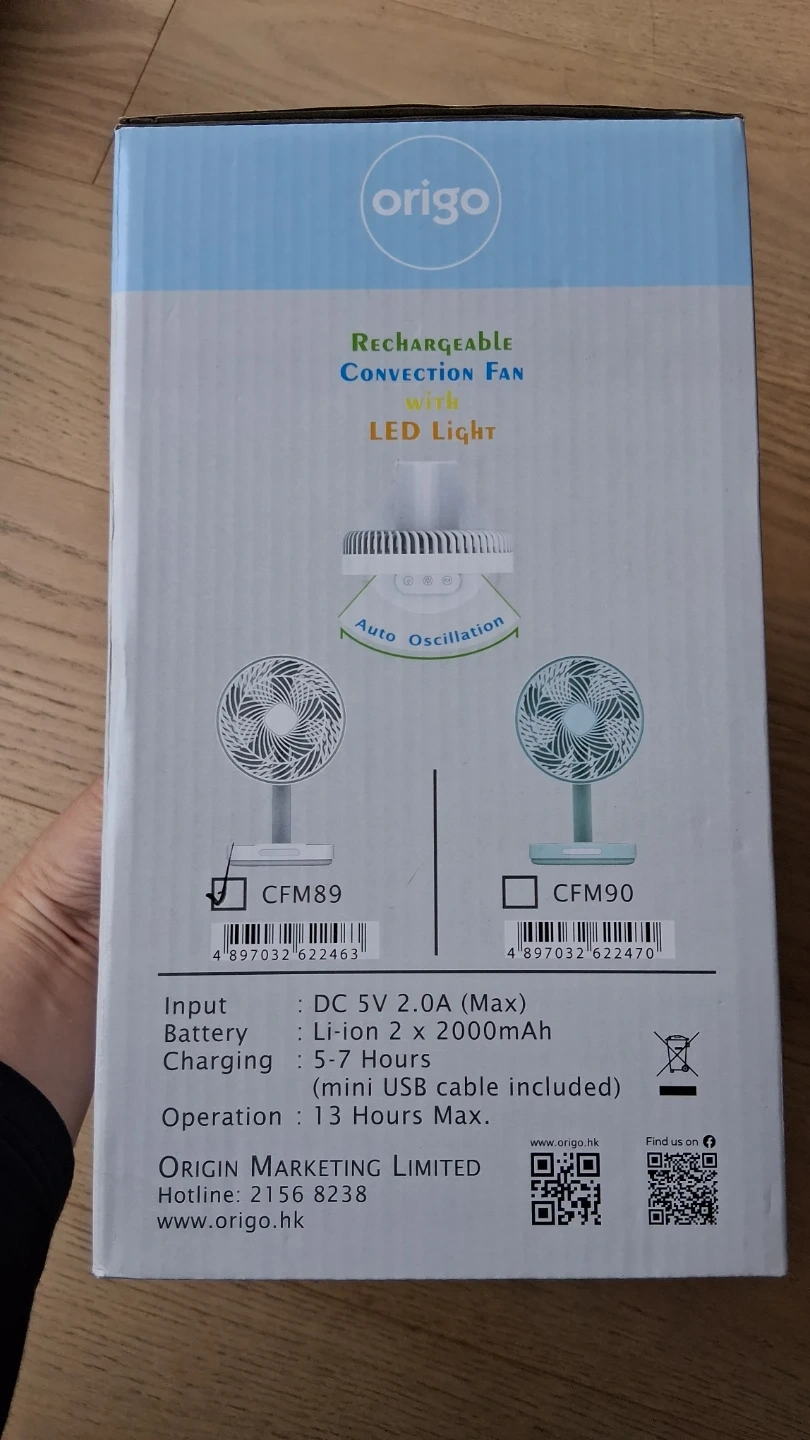 origo
Rechargeable
Convection Fan
with
LED Light
Auto Oscillation
CFM89
CFM90
4 897032 622463
4 897032 622470
Input : DC 5V 2.0A (Max)
Battery : Li-ion 2 x 2000mAh
Charging : 5-7 Hours
(mini USB cable included)
Operation : 13 Hours Max.
www.origo.hk
Find us on
Origin Marketing Limited
Hotline: 2156 8238
www.origo.hk